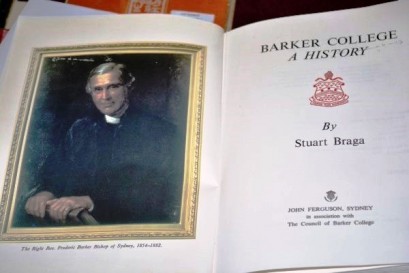 The Right Rev. Frederic Barker Bishop of Sydney, 1854-1882.
BARKER COLLEGE
A HISTORY
By
Stuart Braga
JOHN FERGUSON, SYDNEY
in association with
The Council of Barker College